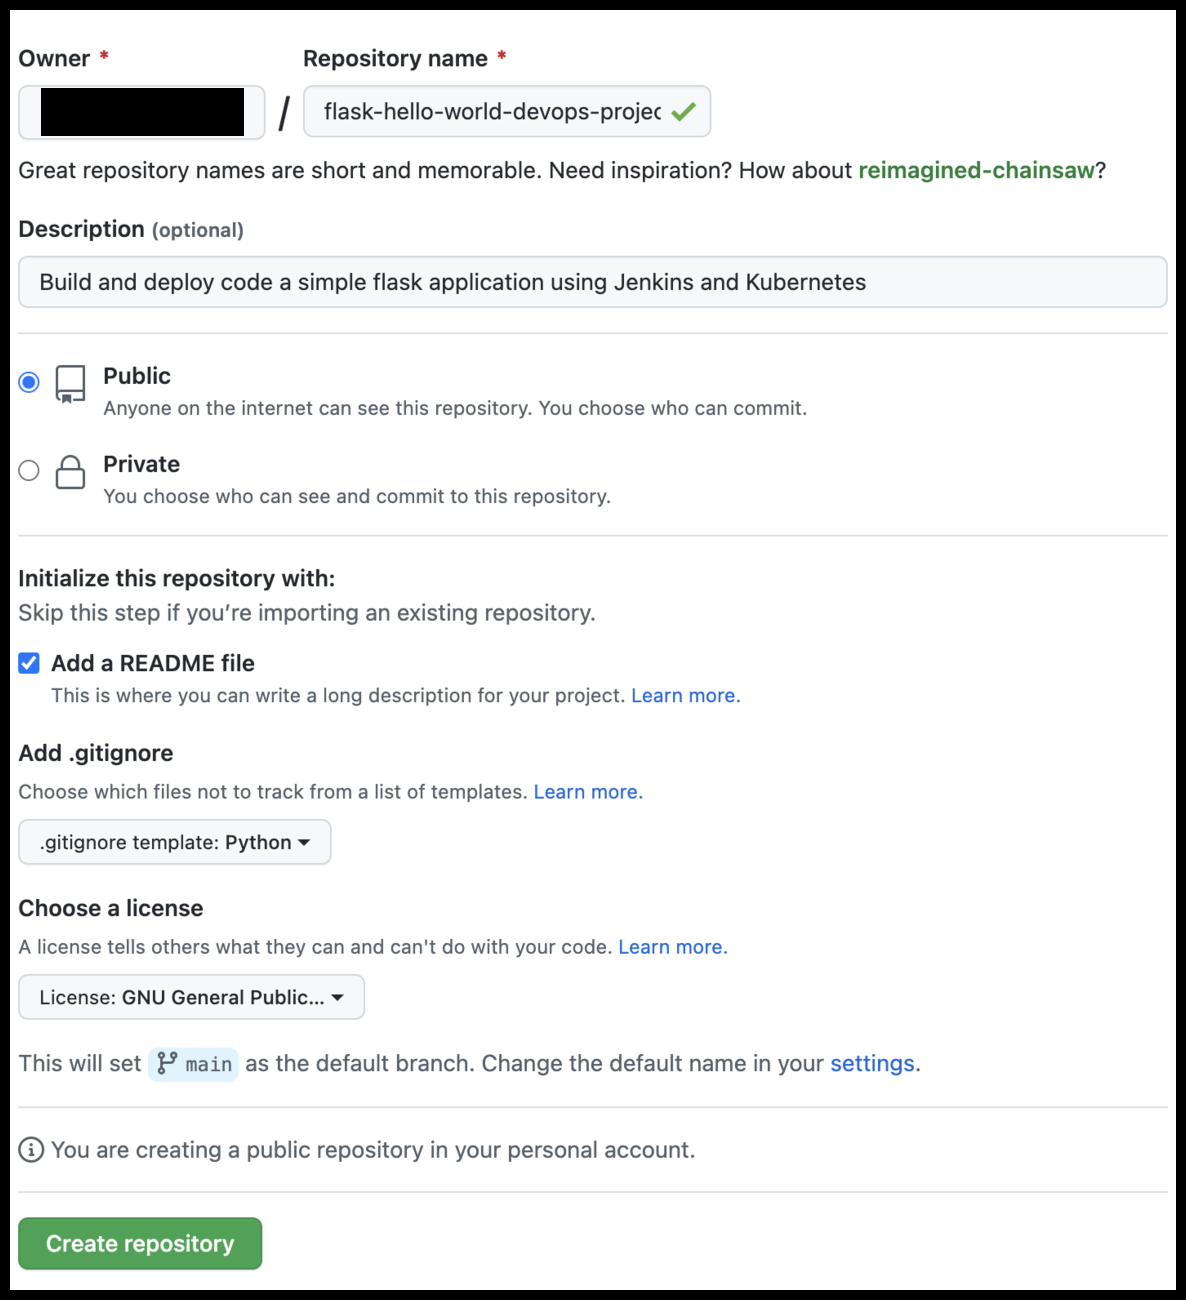 Owner *
Repository name *
/
flask-hello-world-devops-projec
Great repository names are short and memorable. Need inspiration? How about reimagined-chainsaw?
Description (optional)
Build and deploy code a simple flask application using Jenkins and Kubernetes
Public
Anyone on the internet can see this repository. You choose who can commit.
Private
You choose who can see and commit to this repository.
Initialize this repository with:
Skip this step if you’re importing an existing repository.
Add a README file
This is where you can write a long description for your project. Learn more.
Add .gitignore
Choose which files not to track from a list of templates. Learn more.
.gitignore template: Python
Choose a license
A license tells others what they can and can't do with your code. Learn more.
License: GNU General Public...
This will set main as the default branch. Change the default name in your settings.
You are creating a public repository in your personal account.
Create repository